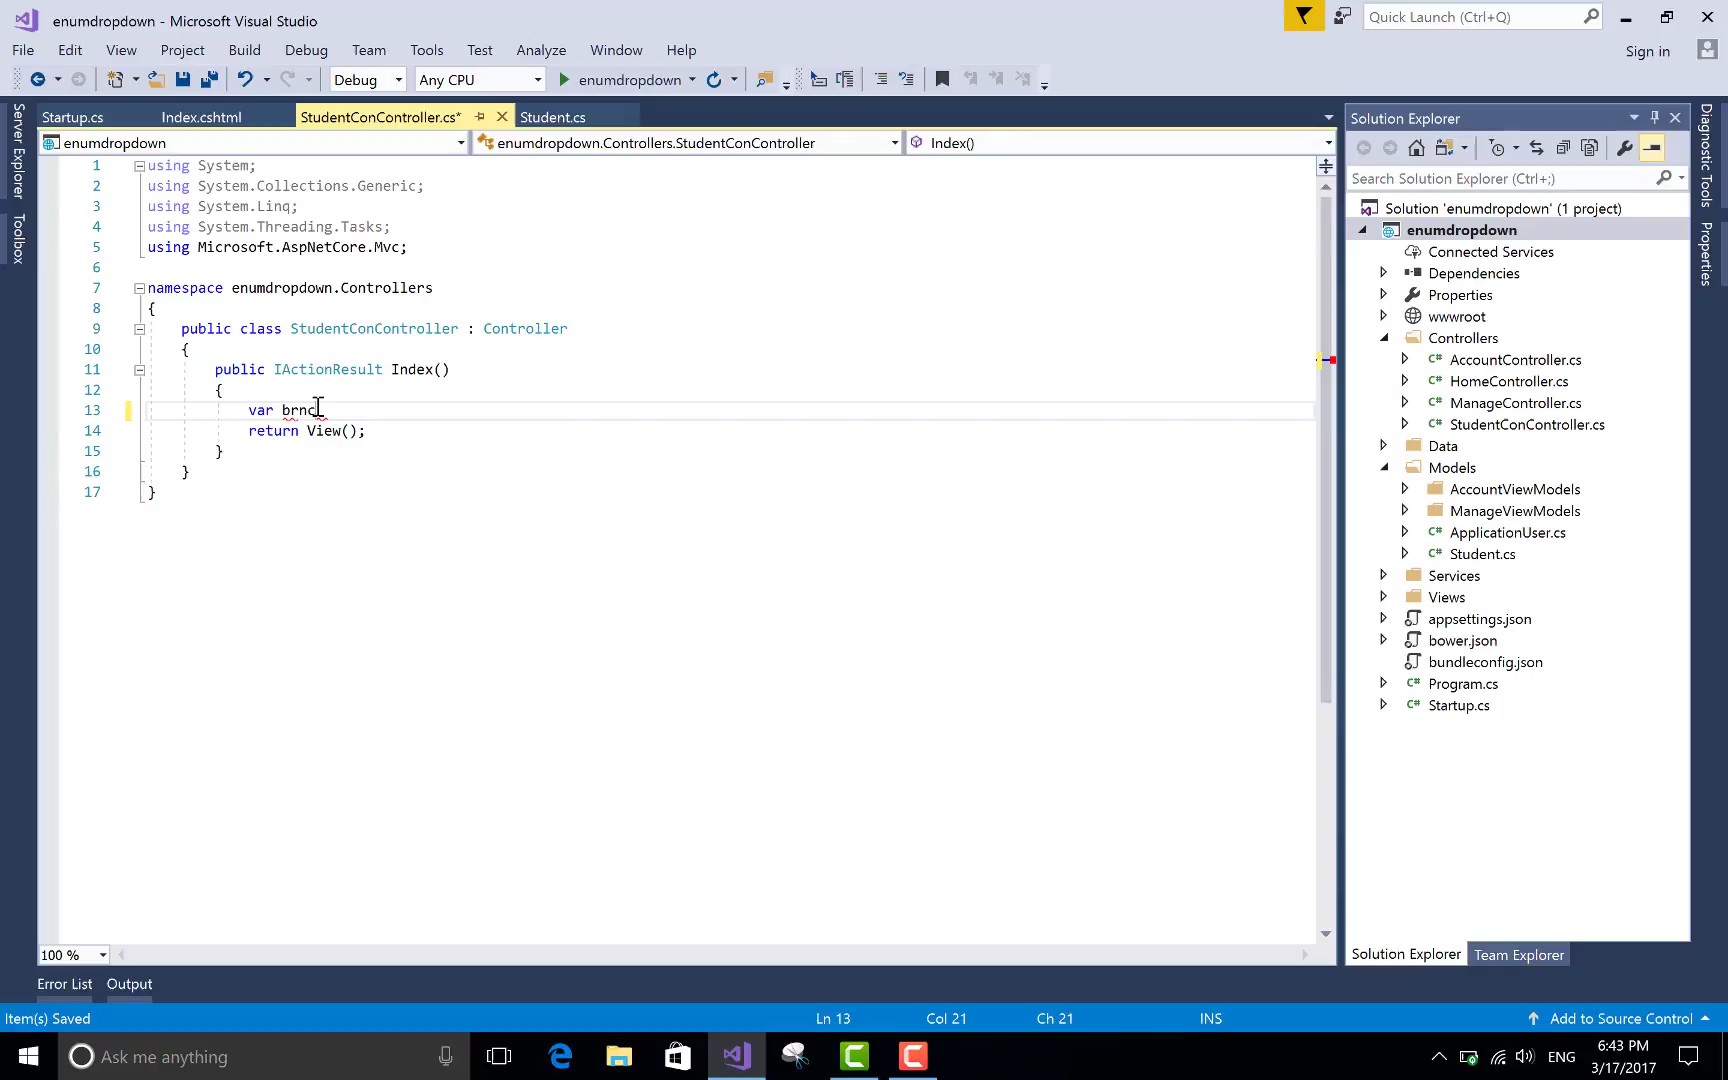 enumdropdown - Microsoft Visual Studio
Quick Launch (Ctrl+Q)
File Edit View Project Build Debug Team Tools Test Analyze Window Help
Sign in
Debug Any CPU enumdropdown
Server Explorer
Toolbox
Startup.cs Index.cshtml StudentConController.cs* Student.cs
enumdropdown enumdropdown.Controllers.StudentConController Index()
1 using System;
2 using System.Collections.Generic;
3 using System.Linq;
4 using System.Threading.Tasks;
5 using Microsoft.AspNetCore.Mvc;
6
7 namespace enumdropdown.Controllers
8 {
9 public class StudentConController : Controller
10 {
11 public IActionResult Index()
12 {
13 var brnc
14 return View();
15 }
16 }
17 }
100 %
Solution Explorer
Search Solution Explorer (Ctrl+;)
Solution 'enumdropdown' (1 project)
enumdropdown
Connected Services
Dependencies
Properties
wwwroot
Controllers
C# AccountController.cs
C# HomeController.cs
C# ManageController.cs
C# StudentConController.cs
Data
Models
AccountViewModels
ManageViewModels
C# ApplicationUser.cs
C# Student.cs
Services
Views
appsettings.json
bower.json
bundleconfig.json
C# Program.cs
C# Startup.cs
Solution Explorer Team Explorer
Diagnostic Tools
Properties
Error List Output
Item(s) Saved Ln 13 Col 21 Ch 21 INS Add to Source Control
Ask me anything
ENG
6:43 PM
3/17/2017